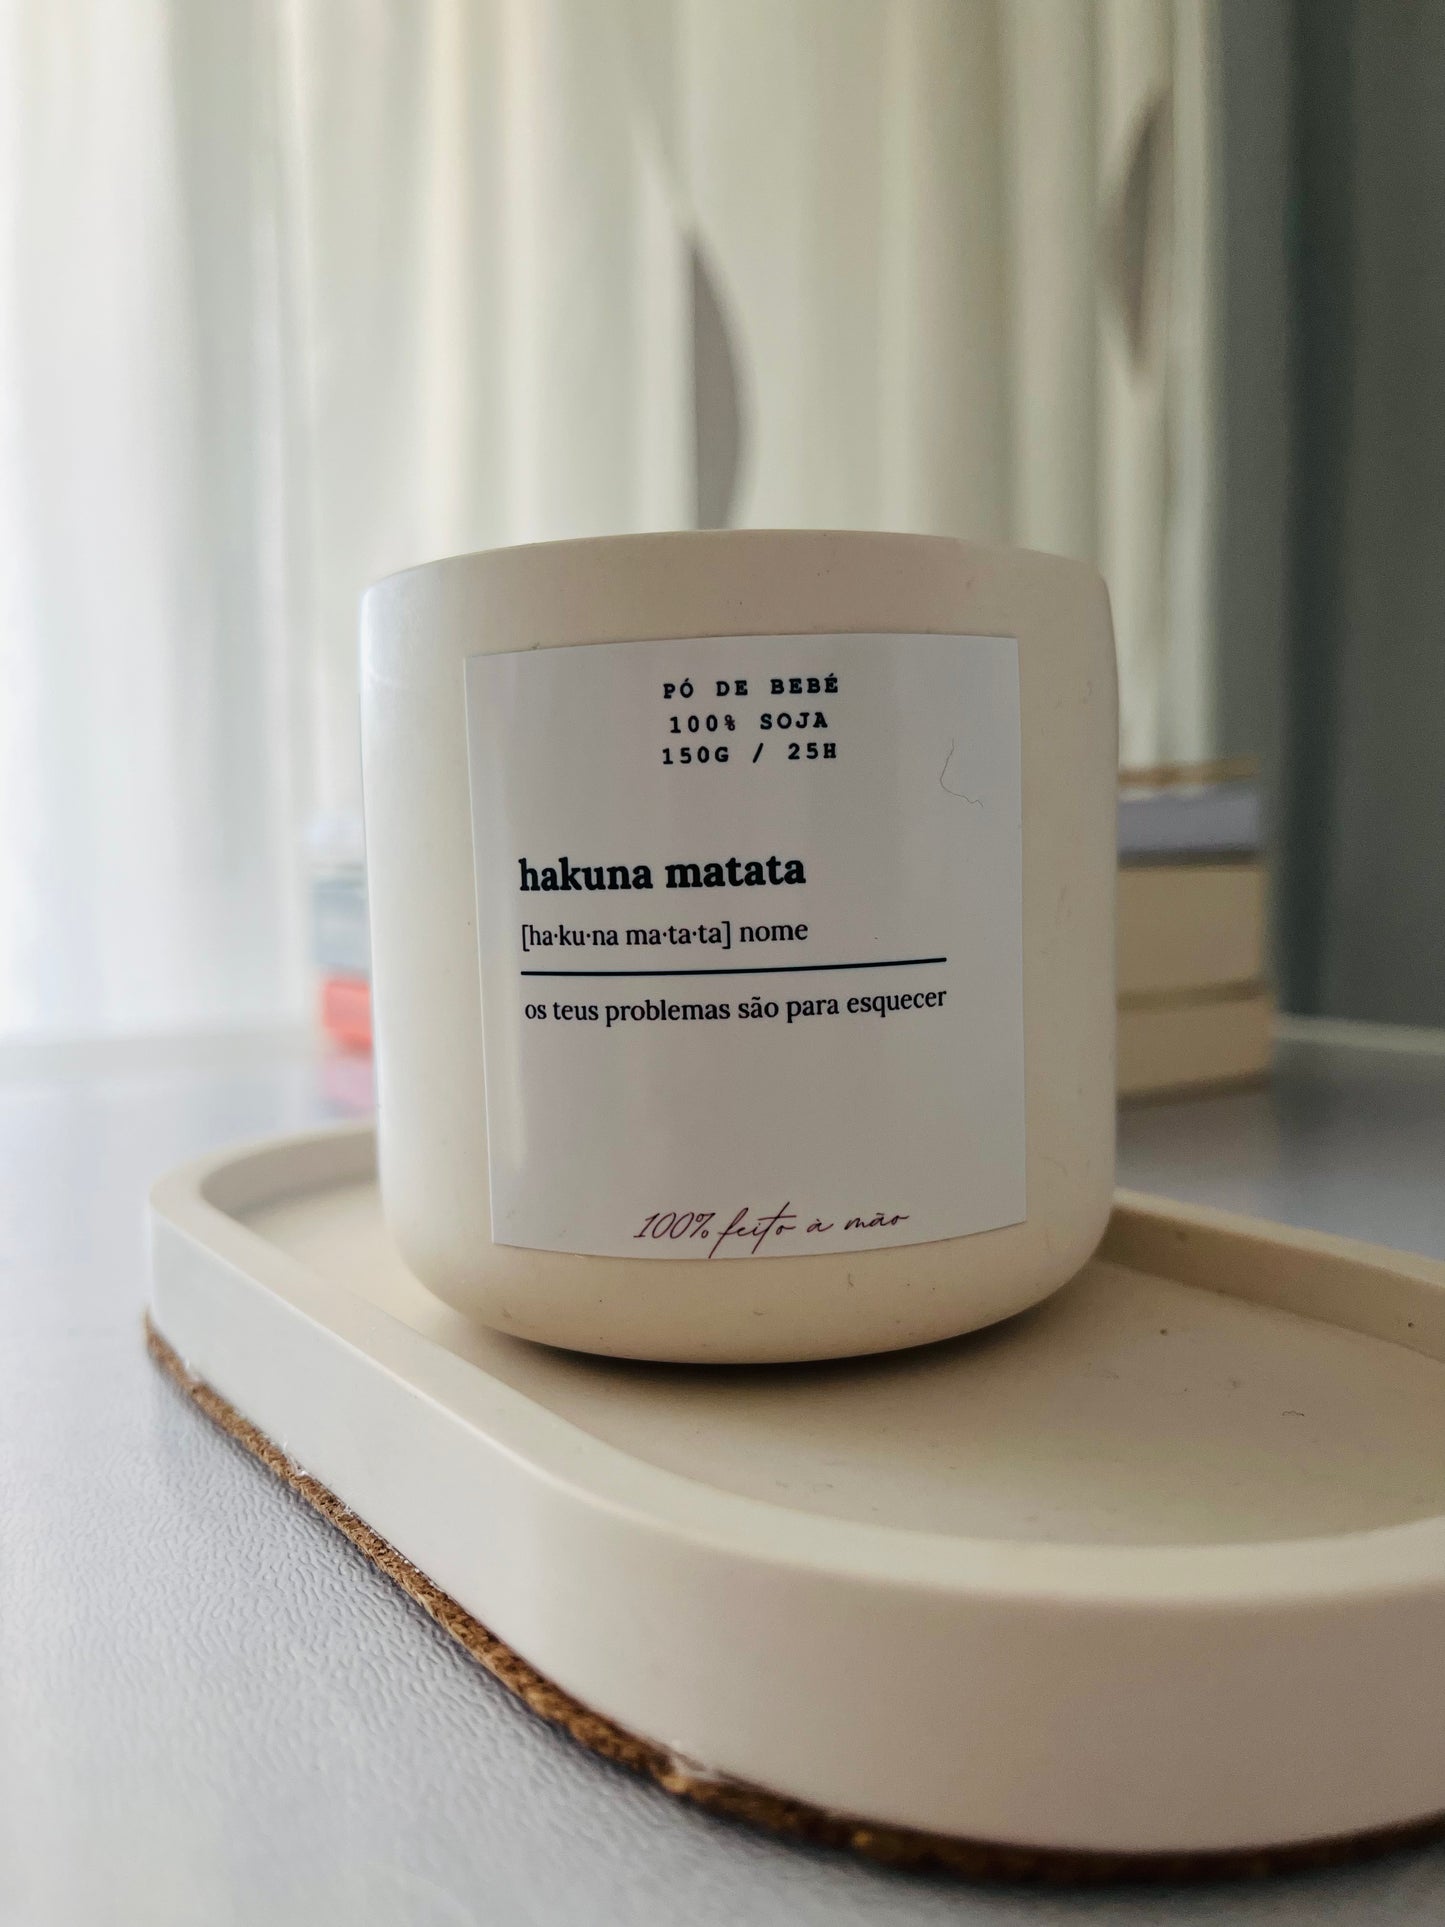 PÓ DE BEBÉ
100% SOJA
150G / 25H
hakuna matata
[ha·ku·na ma·ta·ta] nome
os teus problemas são para esquecer
100% feito à mão